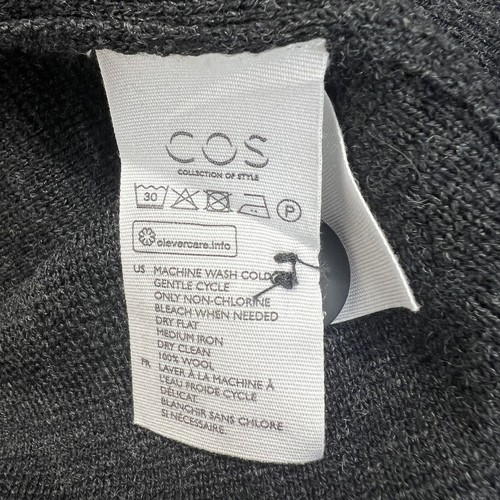 COS
COLLECTION OF STYLE
30 P
clevercare.info
US MACHINE WASH COLD
GENTLE CYCLE
ONLY NON-CHLORINE
BLEACH WHEN NEEDED
DRY FLAT
MEDIUM IRON
DRY CLEAN
100% WOOL
FR LAVER À LA MACHINE À
L'EAU FROIDE CYCLE
DÉLICAT
BLANCHIR SANS CHLORE
SI NÉCESSAIRE.